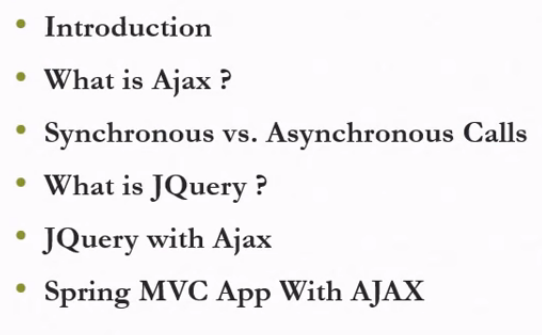 • Introduction
• What is Ajax ?
• Synchronous vs. Asynchronous Calls
• What is JQuery ?
• JQuery with Ajax
• Spring MVC App With AJAX